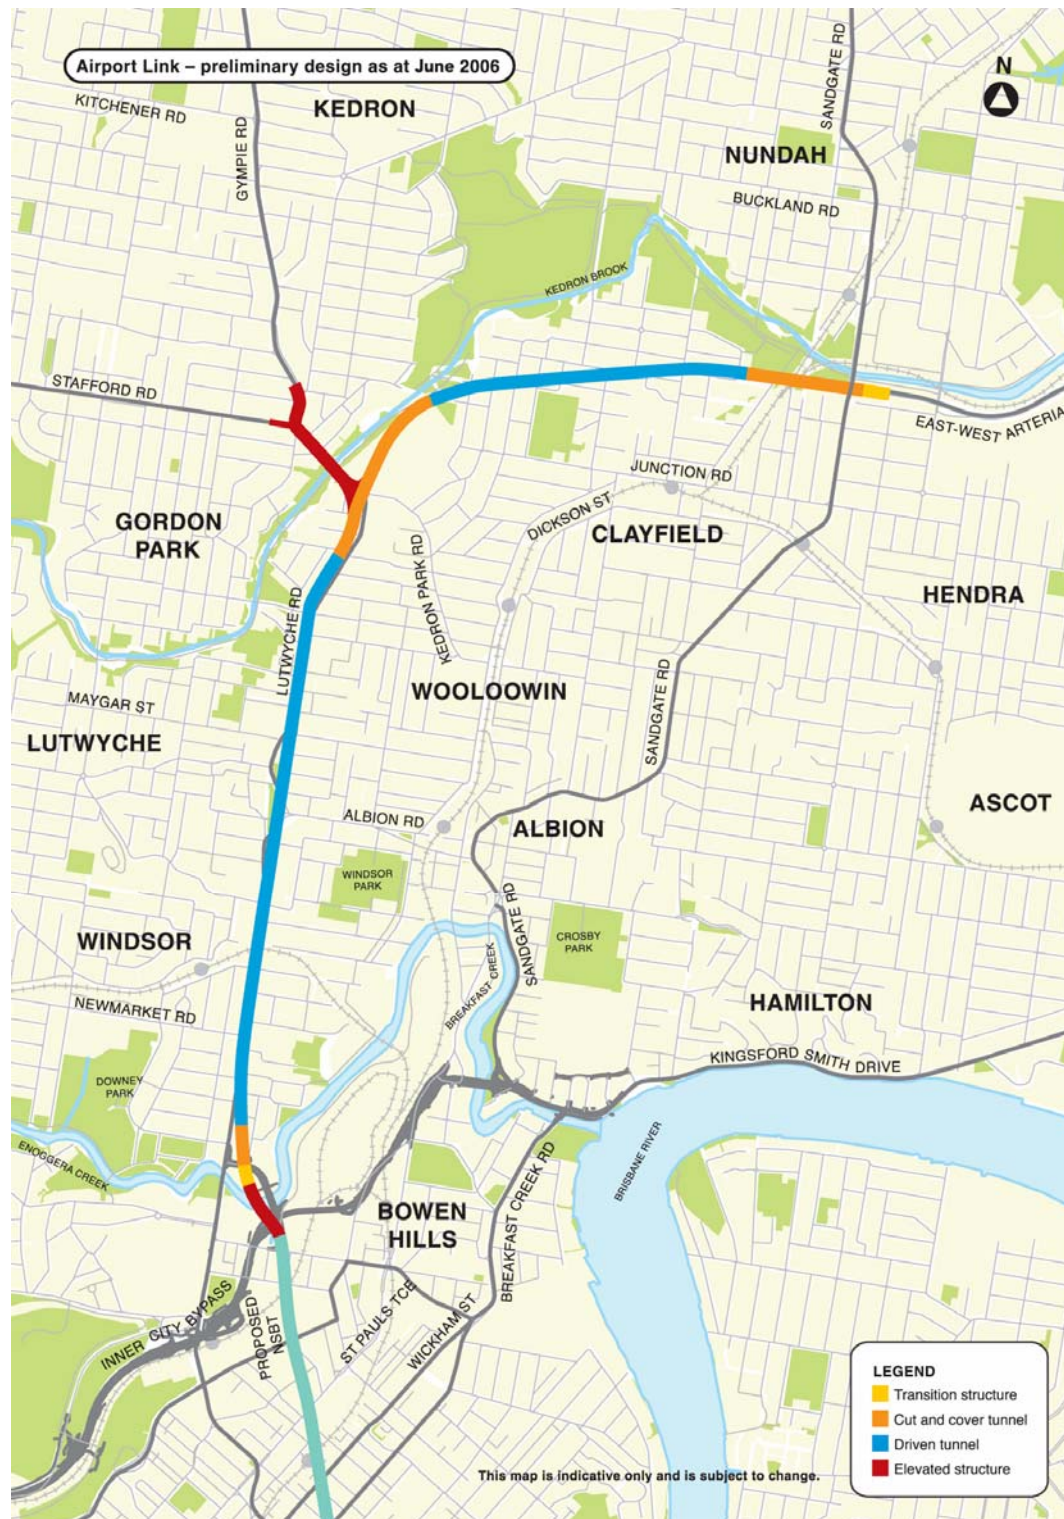 Airport Link – preliminary design as at June 2006
N
KITCHENER RD
KEDRON
GYMPIE RD
SANDGATE RD
NUNDAH
BUCKLAND RD
KEDRON BROOK
STAFFORD RD
EAST-WEST ARTERIA
JUNCTION RD
DICKSON ST
GORDON
PARK
CLAYFIELD
KEDRON PARK RD
HENDRA
LUTWYCHE RD
WOOLOOWIN
SANDGATE RD
MAYGAR ST
LUTWYCHE
ASCOT
ALBION RD
ALBION
WINDSOR
PARK
SANDGATE RD
WINDSOR
CROSBY
PARK
BREAKFAST CREEK
NEWMARKET RD
HAMILTON
KINGSFORD SMITH DRIVE
DOWNEY
PARK
ENOGGERA CREEK
BRISBANE RIVER
BOWEN
HILLS
BREAKFAST CREEK RD
INNER CITY BYPASS
PROPOSED
NSBT
ST PAULS TCE
WICKHAM ST
LEGEND
Transition structure
Cut and cover tunnel
Driven tunnel
Elevated structure
This map is indicative only and is subject to change.